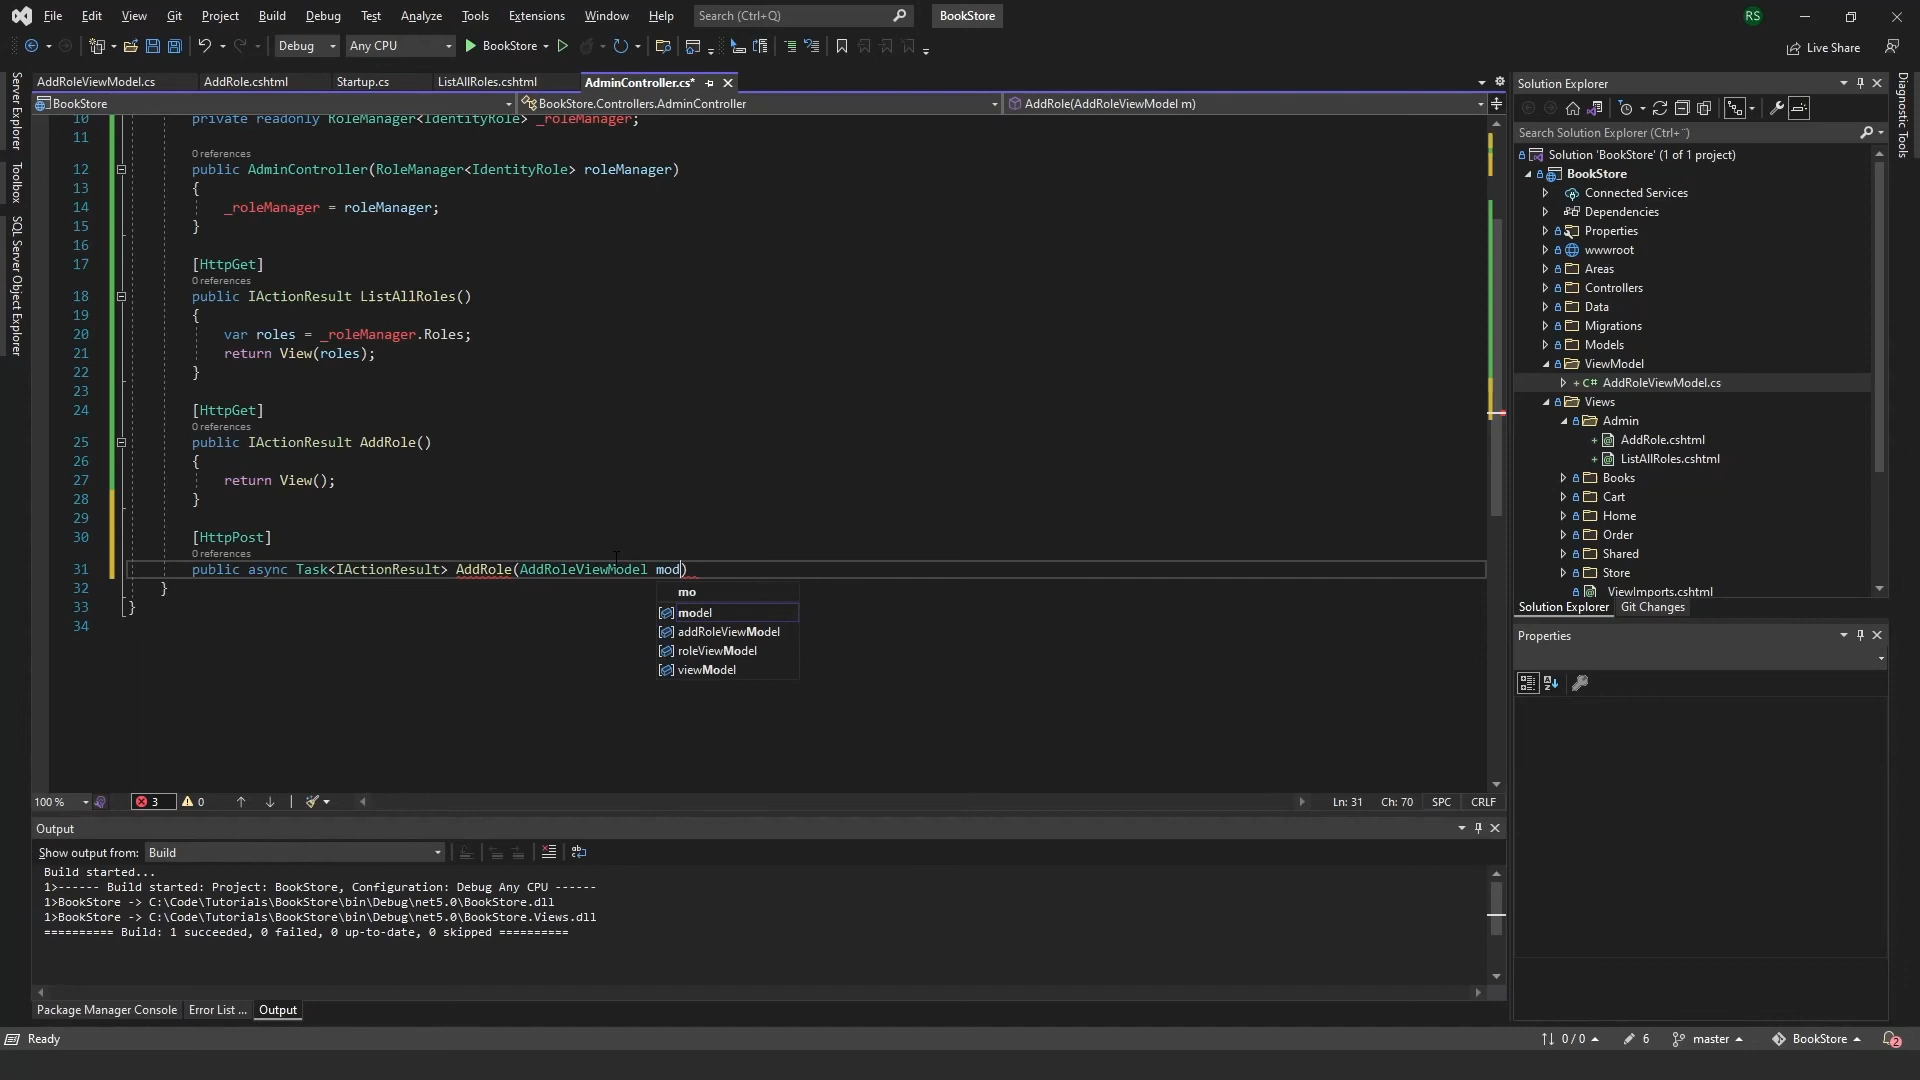 File Edit View Git Project Build Debug Test Analyze Tools Extensions Window Help Search (Ctrl+Q) BookStore RS
Debug Any CPU BookStore Live Share
AddRoleViewModel.cs AddRole.cshtml Startup.cs ListAllRoles.cshtml AdminController.cs*
BookStore BookStore.Controllers.AdminController AddRole(AddRoleViewModel m)
10 private readonly RoleManager<IdentityRole> _roleManager;
11
0 references
12 public AdminController(RoleManager<IdentityRole> roleManager)
13 {
14 _roleManager = roleManager;
15 }
16
17 [HttpGet]
0 references
18 public IActionResult ListAllRoles()
19 {
20 var roles = _roleManager.Roles;
21 return View(roles);
22 }
23
24 [HttpGet]
0 references
25 public IActionResult AddRole()
26 {
27 return View();
28 }
29
30 [HttpPost]
0 references
31 public async Task<IActionResult> AddRole(AddRoleViewModel mod)
32 }
33 }
34
mo
model
addRoleViewModel
roleViewModel
viewModel
100 % 3 0 Ln: 31 Ch: 70 SPC CRLF
Output
Show output from: Build
Build started...
1>------ Build started: Project: BookStore, Configuration: Debug Any CPU ------
1>BookStore -> C:\Code\Tutorials\BookStore\bin\Debug\net5.0\BookStore.dll
1>BookStore -> C:\Code\Tutorials\BookStore\bin\Debug\net5.0\BookStore.Views.dll
========== Build: 1 succeeded, 0 failed, 0 up-to-date, 0 skipped ==========
Package Manager Console Error List ... Output
Ready 0 / 0 6 master BookStore 2
Server Explorer
Toolbox
SQL Server Object Explorer
Solution Explorer
Search Solution Explorer (Ctrl+¨)
Solution 'BookStore' (1 of 1 project)
BookStore
Connected Services
Dependencies
Properties
wwwroot
Areas
Controllers
Data
Migrations
Models
ViewModel
C# AddRoleViewModel.cs
Views
Admin
AddRole.cshtml
ListAllRoles.cshtml
Books
Cart
Home
Order
Shared
Store
ViewImports.cshtml
Solution Explorer Git Changes
Properties
Diagnostic Tools